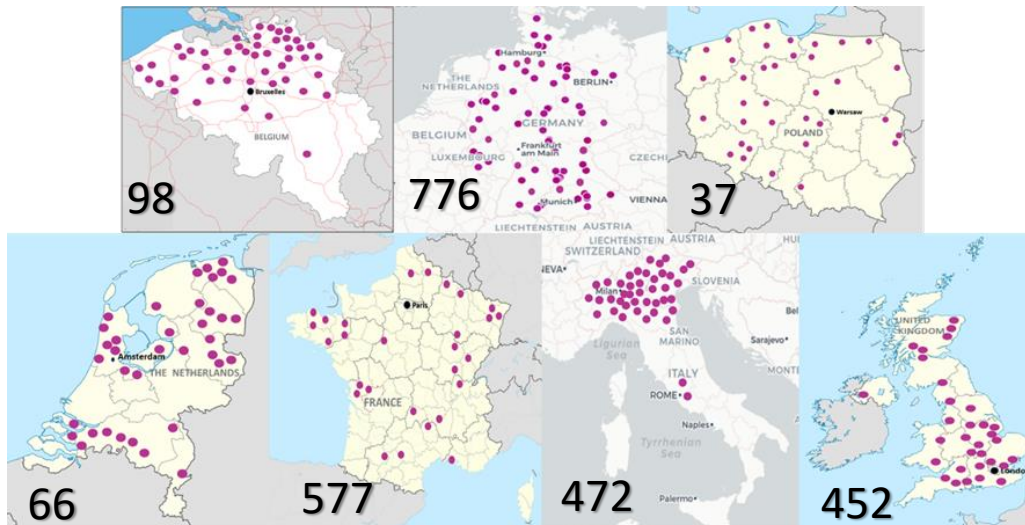 Bruxelles
BELGIUM
98
Hamburg
THE
NETHERLANDS
BERLIN
GERMANY
BELGIUM
Frankfurt
am Main
LUXEMBOURG
CZECHI
Munich
VIENNA
LIECHTENSTEIN AUSTRIA
776
Warsaw
POLAND
37
Amsterdam
THE NETHERLANDS
66
Paris
FRANCE
577
LIECHTENSTEIN AUSTRIA
SWITZERLAND
NEVA
SLOVENIA
Milan
SAN
MARINO
Ligurian
Sea
Sarajevo
ITALY
ROME
Naples
Tyrrhenian
Sea
Palermo
472
UNITED
KINGDOM
London
452